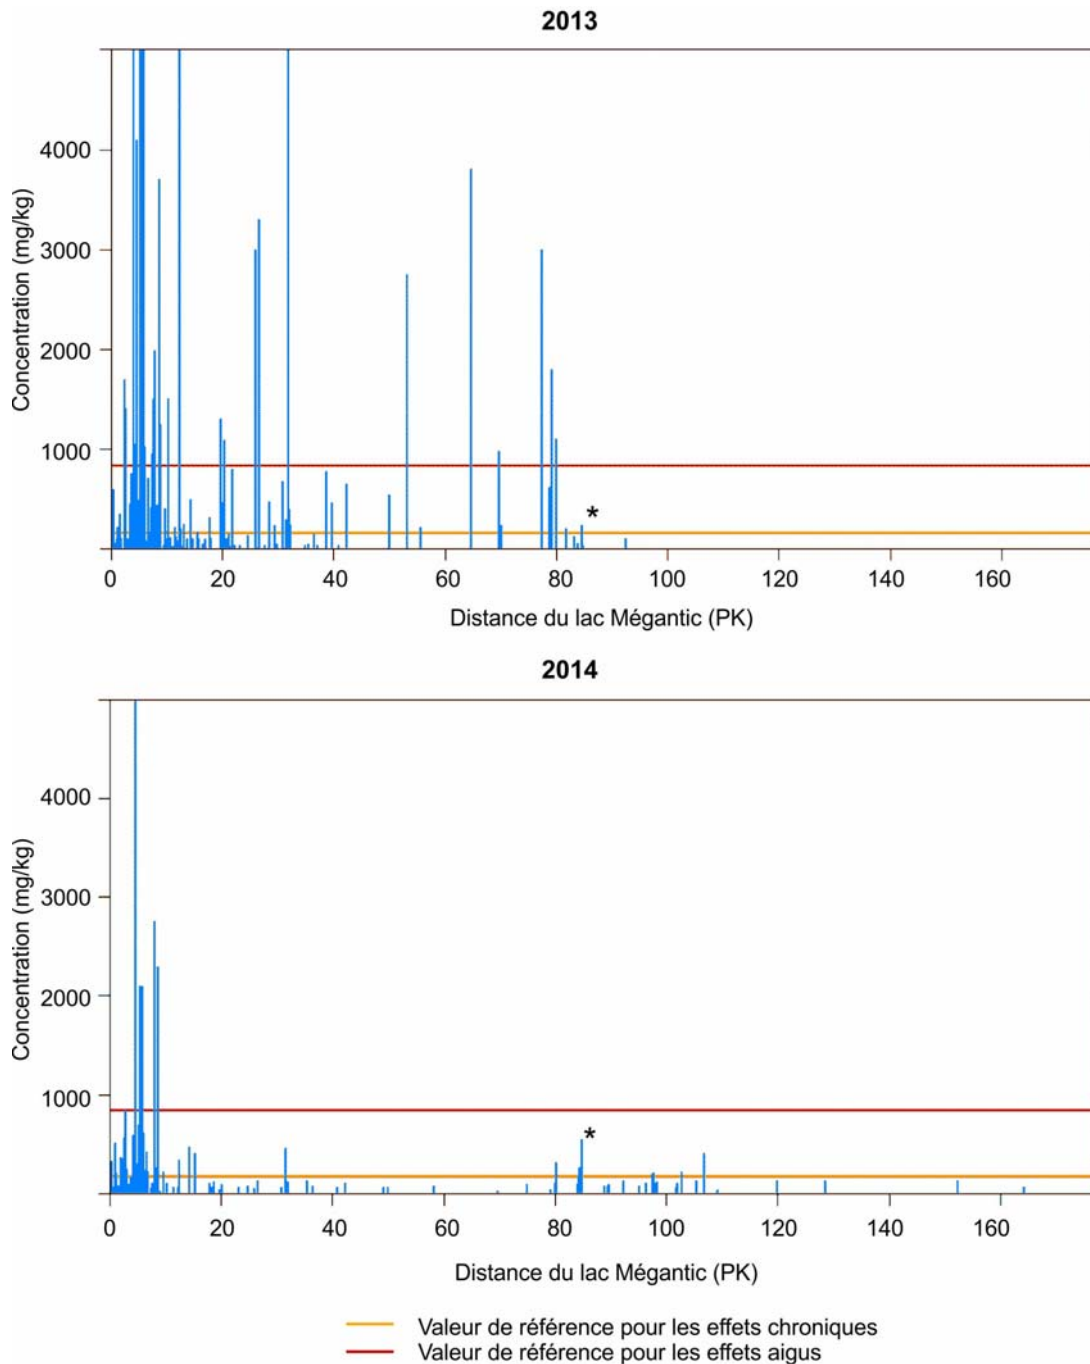 2013
Concentration (mg/kg)
4000
3000
2000
1000
*
0 20 40 60 80 100 120 140 160
Distance du lac Mégantic (PK)
2014
Concentration (mg/kg)
4000
3000
2000
1000
*
0 20 40 60 80 100 120 140 160
Distance du lac Mégantic (PK)
Valeur de référence pour les effets chroniques
Valeur de référence pour les effets aigus